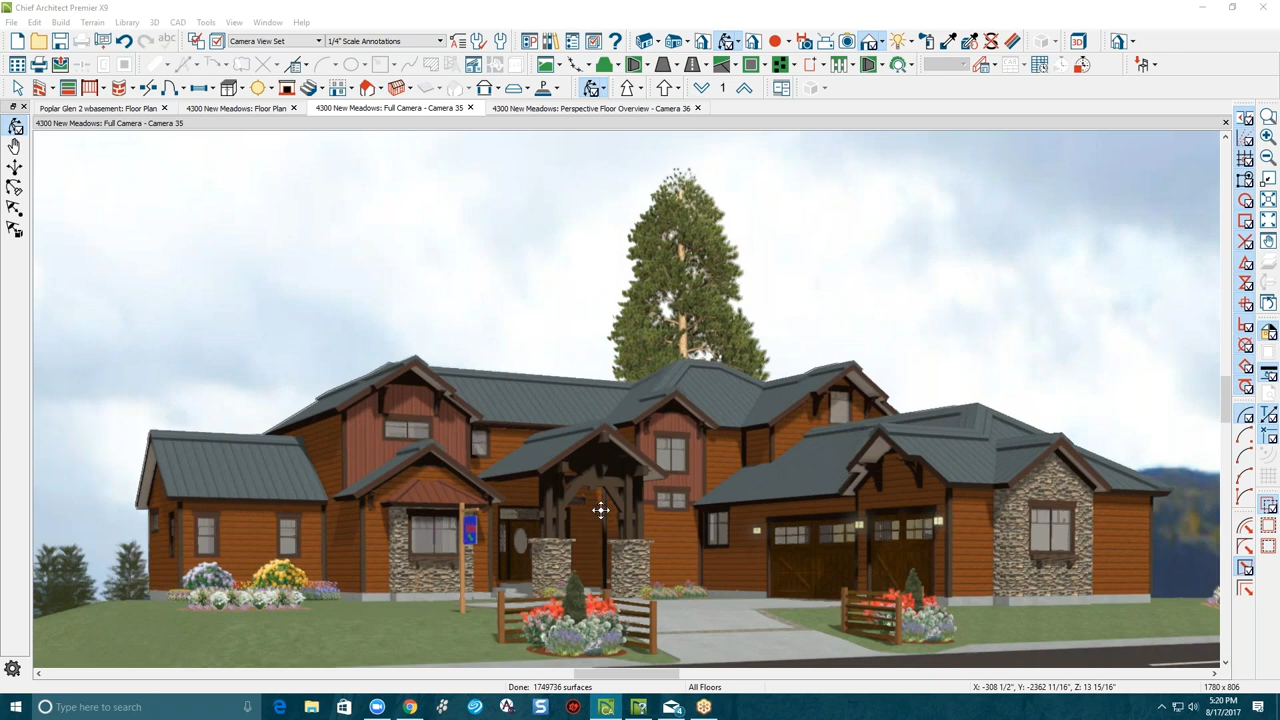 Chief Architect Premier X9
File Edit Build Terrain Library 3D CAD Tools View Window Help
abc Camera View Set 1/4" Scale Annotations ? 3D
CAD
1
Poplar Glen 2 wbasement: Floor Plan 4300 New Meadows: Floor Plan 4300 New Meadows: Full Camera - Camera 35 4300 New Meadows: Perspective Floor Overview - Camera 36
4300 New Meadows: Full Camera - Camera 35
Done: 1749736 surfaces All Floors X: -308 1/2", Y: -2362 11/16", Z: 13 15/16" 1780 x 806
Type here to search
5:20 PM
8/17/2017